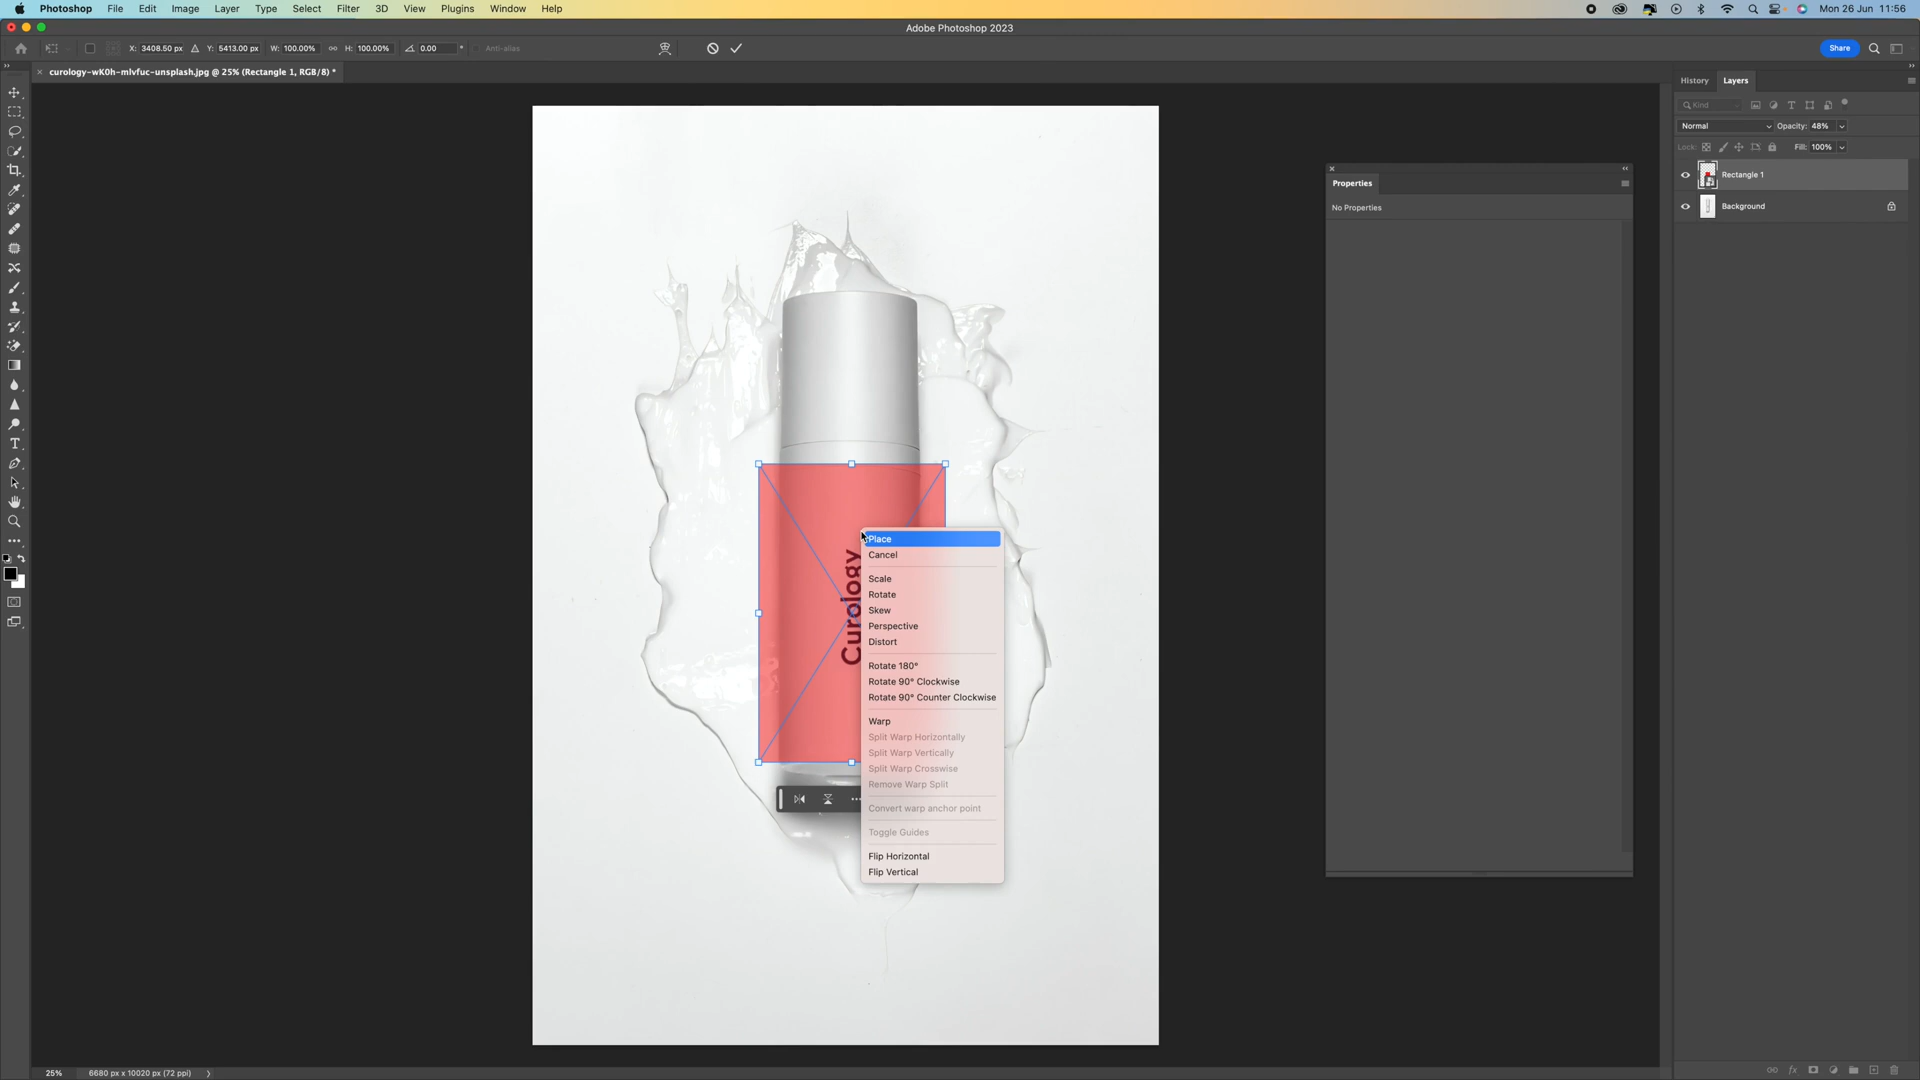 Photoshop File Edit Image Layer Type Select Filter 3D View Plugins Window Help Mon 26 Jun 11:56
Adobe Photoshop 2023
X: 3408.50 px Y: 5413.00 px W: 100.00% H: 100.00% 0.00 ° Anti-alias Share
curology-wK0h-mlvfuc-unsplash.jpg @ 25% (Rectangle 1, RGB/8) *
History Layers
Kind
Normal Opacity: 48%
Lock: Fill: 100%
Rectangle 1
Background
Properties
No Properties
Curology
Place
Cancel
Scale
Rotate
Skew
Perspective
Distort
Rotate 180°
Rotate 90° Clockwise
Rotate 90° Counter Clockwise
Warp
Split Warp Horizontally
Split Warp Vertically
Split Warp Crosswise
Remove Warp Split
Convert warp anchor point
Toggle Guides
Flip Horizontal
Flip Vertical
25% 6680 px x 10020 px (72 ppi)